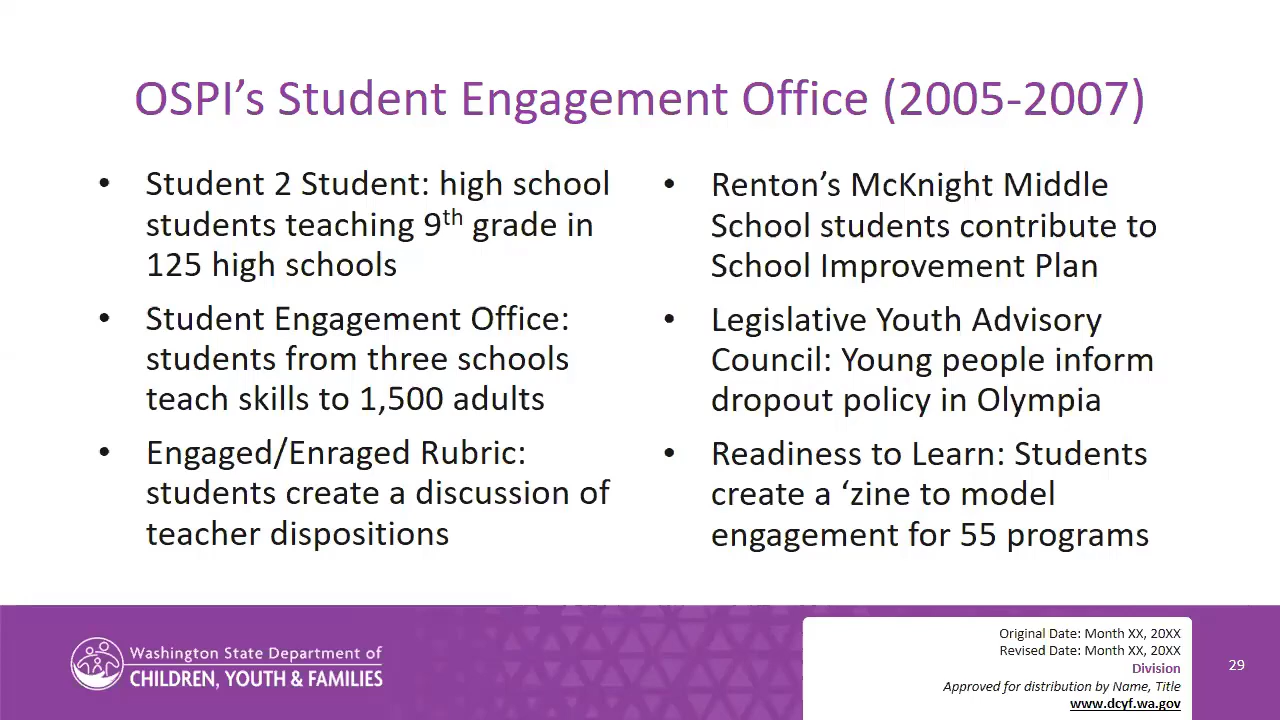 OSPI’s Student Engagement Office (2005-2007)
• Student 2 Student: high school
students teaching 9th grade in
125 high schools
• Student Engagement Office:
students from three schools
teach skills to 1,500 adults
• Engaged/Enraged Rubric:
students create a discussion of
teacher dispositions
• Renton’s McKnight Middle
School students contribute to
School Improvement Plan
• Legislative Youth Advisory
Council: Young people inform
dropout policy in Olympia
• Readiness to Learn: Students
create a ‘zine to model
engagement for 55 programs
Washington State Department of
CHILDREN, YOUTH & FAMILIES
Original Date: Month XX, 20XX
Revised Date: Month XX, 20XX
Division
Approved for distribution by Name, Title
www.dcyf.wa.gov
29